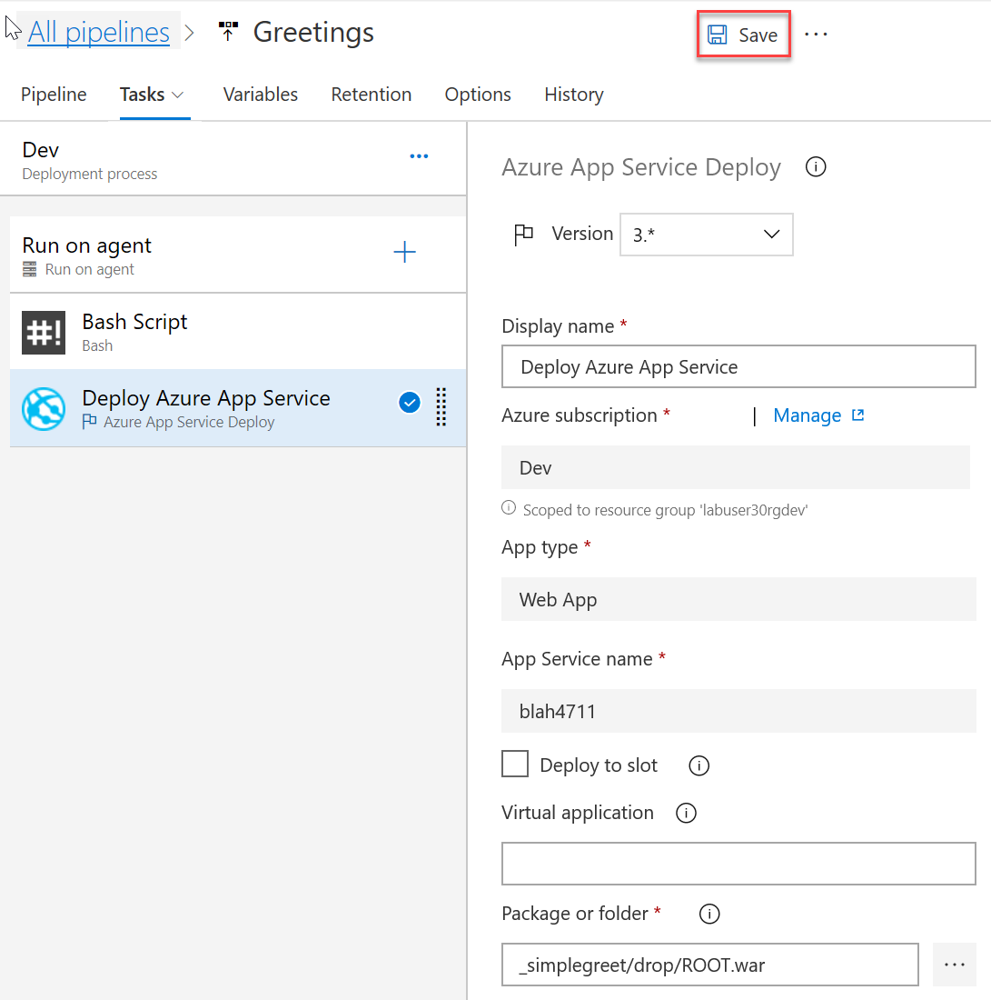 All pipelines > Greetings
Save ...
Pipeline Tasks Variables Retention Options History
Dev
Deployment process
Run on agent
Run on agent
#! Bash Script
Bash
Deploy Azure App Service
Azure App Service Deploy
Azure App Service Deploy
Version 3.*
Display name *
Deploy Azure App Service
Azure subscription * | Manage
Dev
Scoped to resource group 'labuser30rgdev'
App type *
Web App
App Service name *
blah4711
Deploy to slot
Virtual application
Package or folder *
_simplegreet/drop/ROOT.war ...